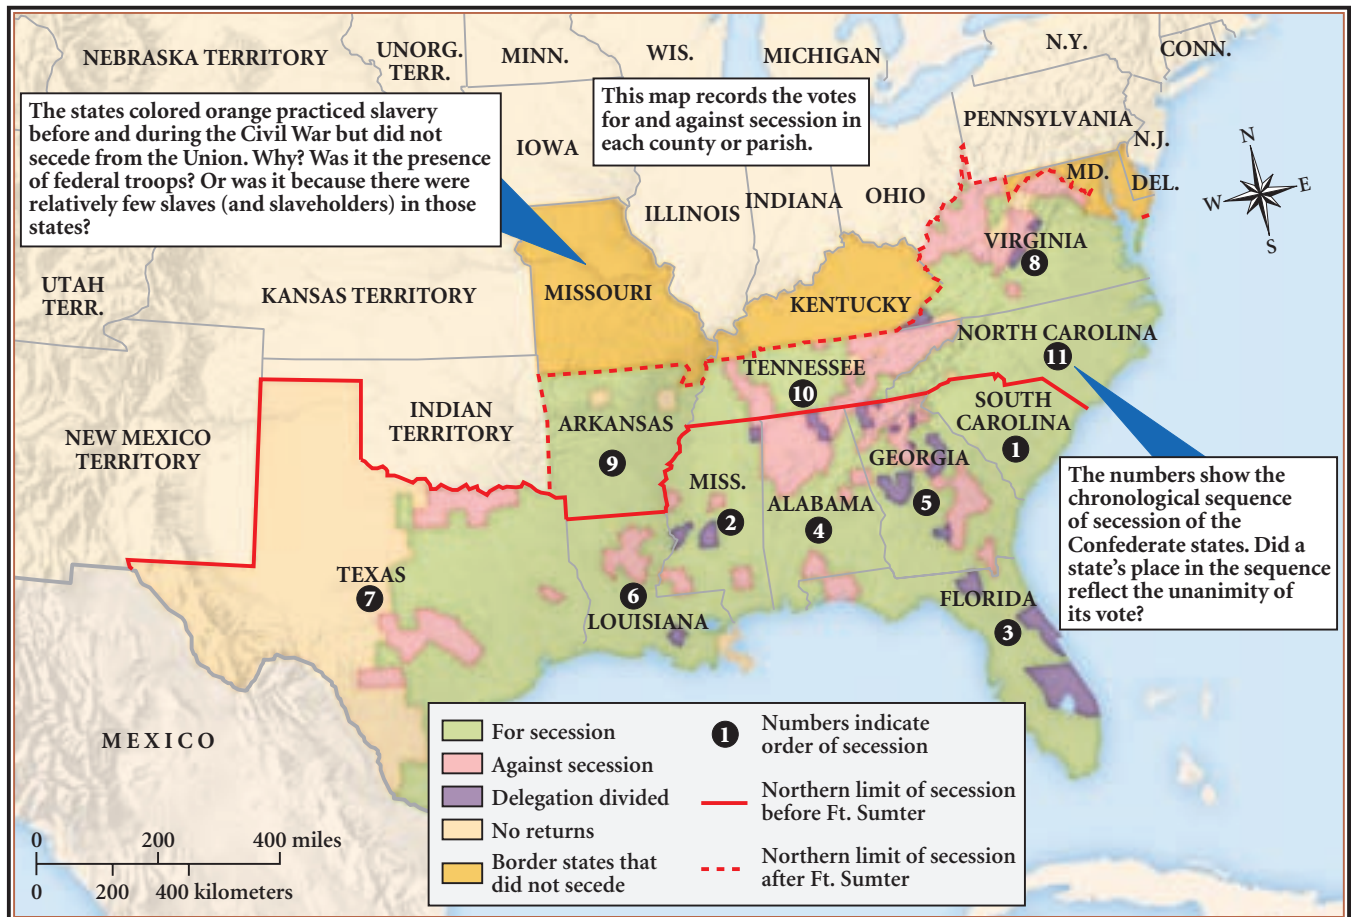 NEBRASKA TERRITORY
UNORG.
TERR.
MINN.
WIS.
MICHIGAN
N.Y.
CONN.
The states colored orange practiced slavery
before and during the Civil War but did not
secede from the Union. Why? Was it the presence
of federal troops? Or was it because there were
relatively few slaves (and slaveholders) in those
states?
This map records the votes
for and against secession in
each county or parish.
IOWA
PENNSYLVANIA
N.J.
MD.
DEL.
ILLINOIS
INDIANA
OHIO
N
W
E
S
VIRGINIA
8
UTAH
TERR.
KANSAS TERRITORY
MISSOURI
KENTUCKY
NORTH CAROLINA
11
TENNESSEE
10
NEW MEXICO
TERRITORY
INDIAN
TERRITORY
ARKANSAS
9
SOUTH
CAROLINA
1
MISS.
2
ALABAMA
4
GEORGIA
5
The numbers show the
chronological sequence
of secession of the
Confederate states. Did a
state's place in the sequence
reflect the unanimity of
its vote?
TEXAS
7
6
LOUISIANA
FLORIDA
3
MEXICO
For secession
Against secession
Delegation divided
No returns
Border states that
did not secede
1
Numbers indicate
order of secession
Northern limit of secession
before Ft. Sumter
Northern limit of secession
after Ft. Sumter
0 200 400 miles
0 200 400 kilometers